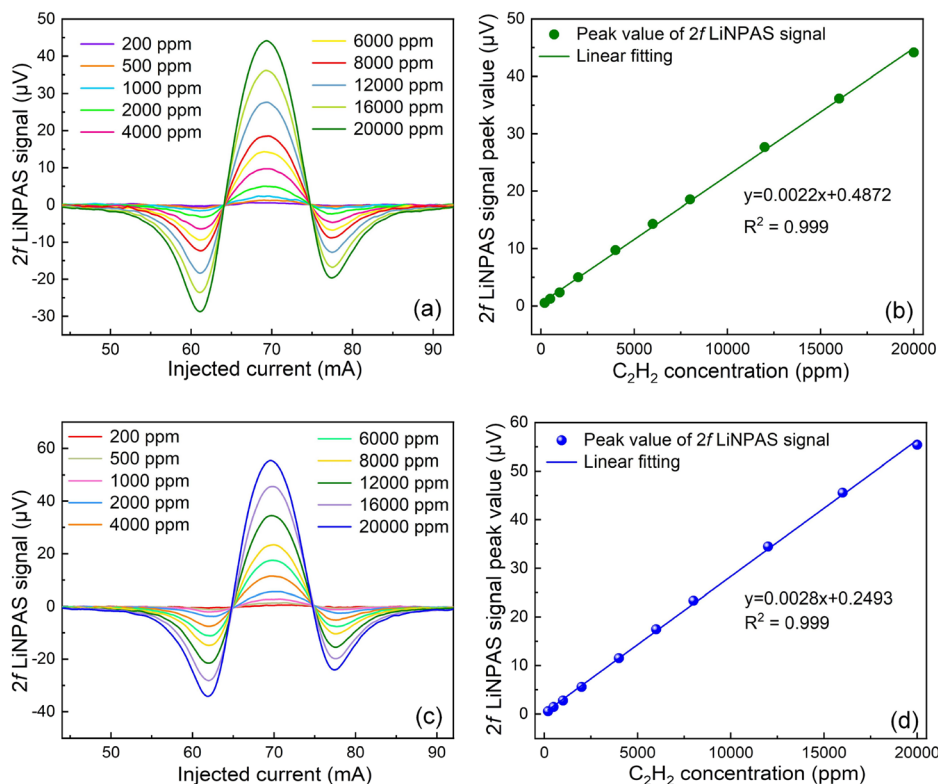 50
40
30
20
10
0
-10
-20
-30
2f LiNPAS signal (μV)
200 ppm
500 ppm
1000 ppm
2000 ppm
4000 ppm
6000 ppm
8000 ppm
12000 ppm
16000 ppm
20000 ppm
(a)
50 60 70 80 90
Injected current (mA)
50
40
30
20
10
0
2f LiNPAS signal paek value (μV)
Peak value of 2f LiNPAS signal
Linear fitting
y=0.0022x+0.4872
R² = 0.999
(b)
0 5000 10000 15000 20000
C₂H₂ concentration (ppm)
60
40
20
0
-20
-40
2f LiNPAS signal (μV)
200 ppm
500 ppm
1000 ppm
2000 ppm
4000 ppm
6000 ppm
8000 ppm
12000 ppm
16000 ppm
20000 ppm
(c)
50 60 70 80 90
Injected current (mA)
60
50
40
30
20
10
0
2f LiNPAS signal peak value (μV)
Peak value of 2f LiNPAS signal
Linear fitting
y=0.0028x+0.2493
R² = 0.999
(d)
0 5000 10000 15000 20000
C₂H₂ concentration (ppm)